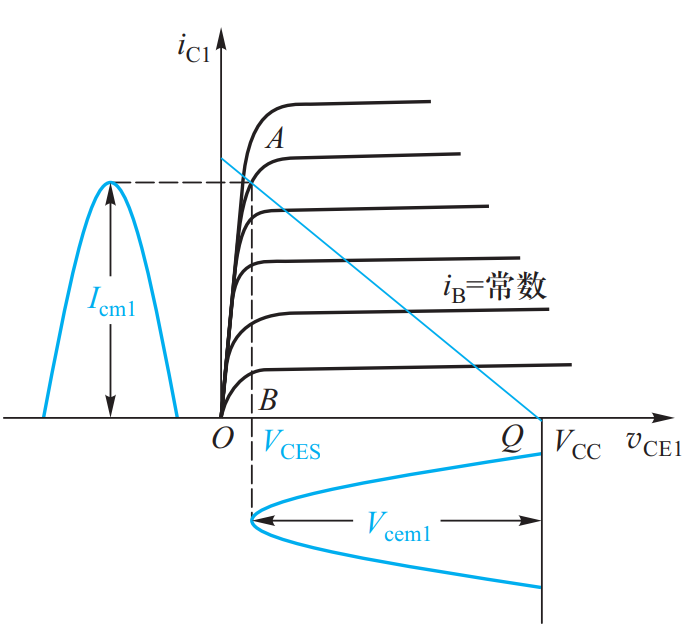 iC1
A
Icm1
iB=常数
B
O
VCES
Q
VCC
vCE1
Vcem1